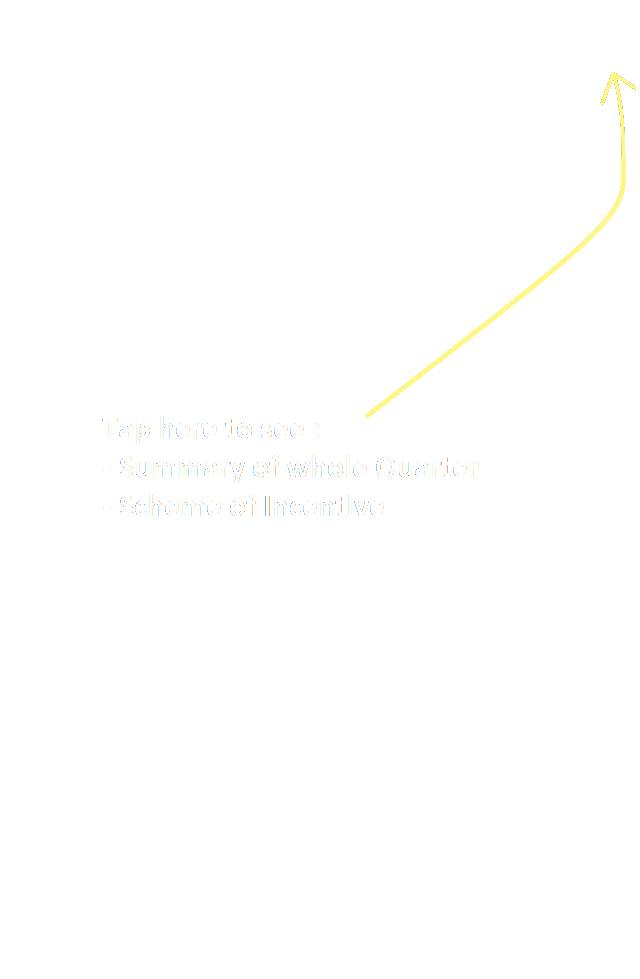 Tap here to see :
- Summary of whole Quarter
- Scheme of Incentive